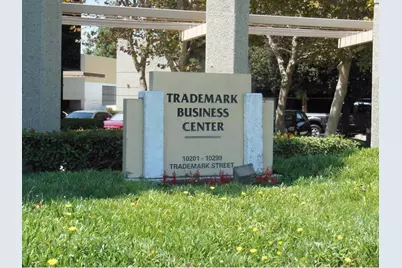 TRADEMARK
BUSINESS
CENTER
10201 - 10299
TRADEMARK STREET